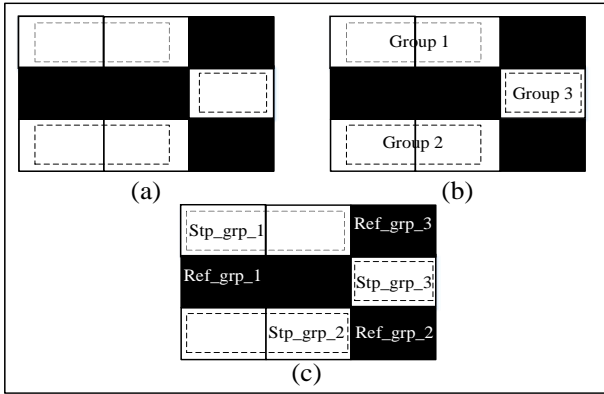 Group 1
Group 3
Group 2
(a)
(b)
Stp_grp_1
Ref_grp_3
Ref_grp_1
Stp_grp_3
Stp_grp_2
Ref_grp_2
(c)